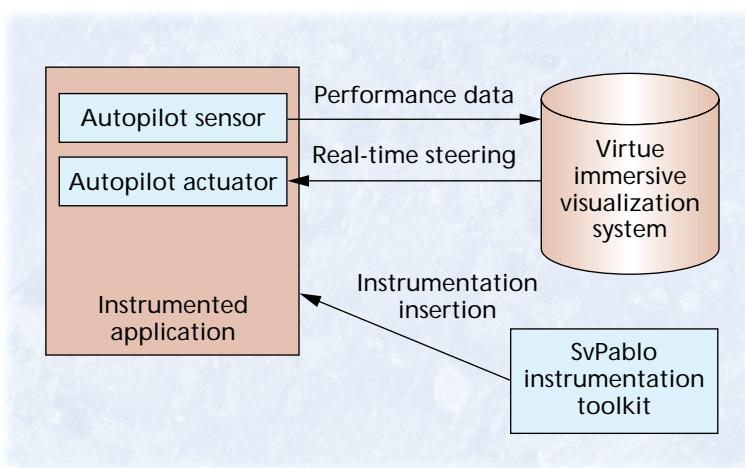 Autopilot sensor
Performance data
Autopilot actuator
Real-time steering
Virtue
immersive
visualization
system
Instrumented
application
Instrumentation
insertion
SvPablo
instrumentation
toolkit